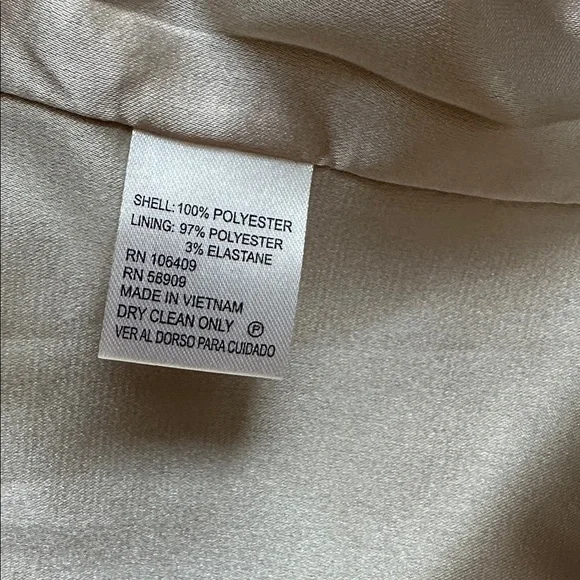 SHELL: 100% POLYESTER
LINING: 97% POLYESTER
3% ELASTANE
RN 106409
RN 58909
MADE IN VIETNAM
DRY CLEAN ONLY Ⓟ
VER AL DORSO PARA CUIDADO